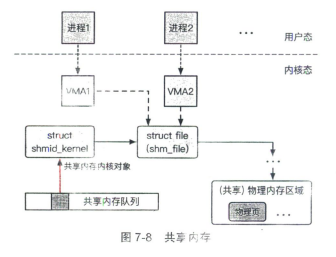 进程1
进程2
...
用户态
内核态
VMA1
VMA2
struct
shmid_kernel
struct file
(shm_file)
共享内存内核对象
...
共享内存队列
(共享) 物理内存区域
物理页
...
图 7-8 共享内存